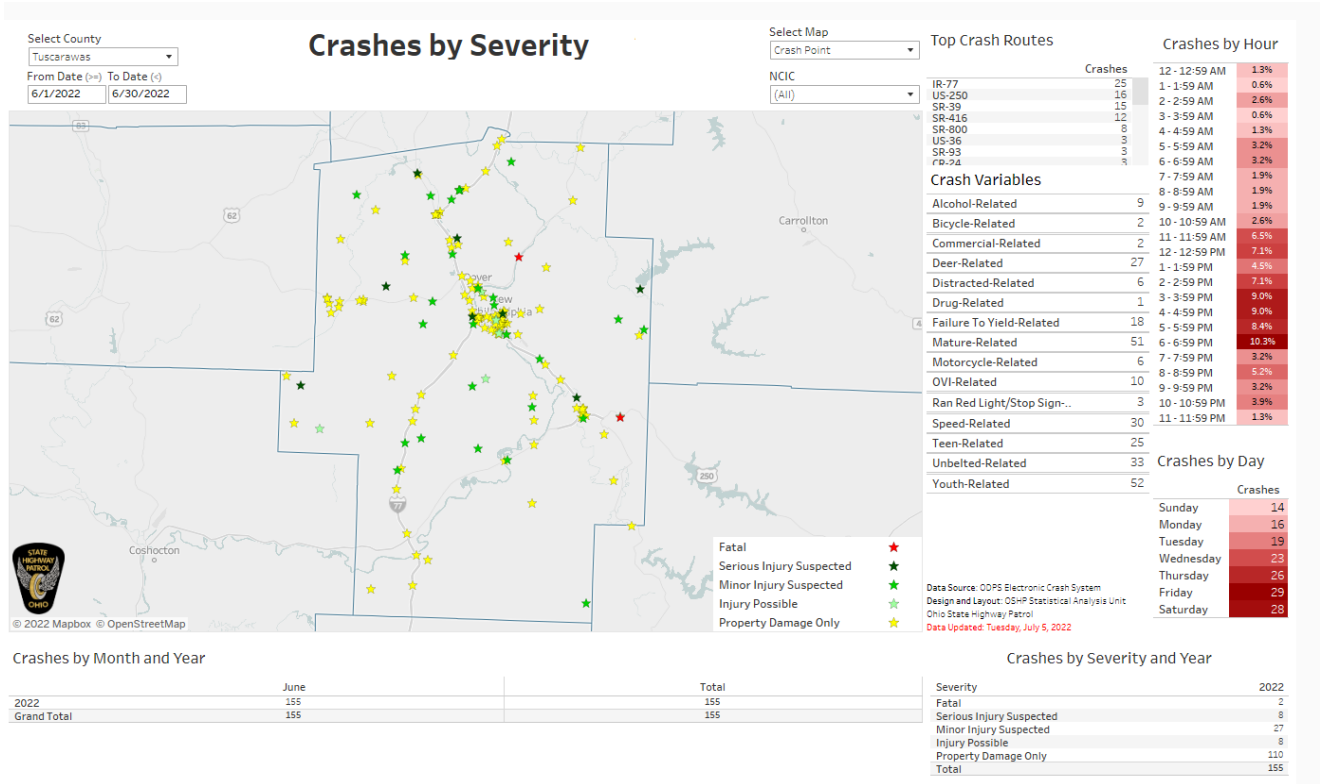 Crashes by Severity
Select County
Tuscarawas
From Date (>=) To Date (<)
6/1/2022 6/30/2022
Select Map
Crash Point
NCIC
(All)
Top Crash Routes
Crashes
IR-77 25
US-250 16
SR-39 15
SR-416 12
SR-800 8
US-36 3
SR-93 3
CR-24 3
Crash Variables
Alcohol-Related 9
Bicycle-Related 2
Commercial-Related 2
Deer-Related 27
Distracted-Related 6
Drug-Related 1
Failure To Yield-Related 18
Mature-Related 51
Motorcycle-Related 6
OVI-Related 10
Ran Red Light/Stop Sign-.. 3
Speed-Related 30
Teen-Related 25
Unbelted-Related 33
Youth-Related 52
Crashes by Hour
12 - 12:59 AM 1.3%
1 - 1:59 AM 0.6%
2 - 2:59 AM 2.6%
3 - 3:59 AM 0.6%
4 - 4:59 AM 1.3%
5 - 5:59 AM 3.2%
6 - 6:59 AM 3.2%
7 - 7:59 AM 1.9%
8 - 8:59 AM 1.9%
9 - 9:59 AM 1.9%
10 - 10:59 AM 2.6%
11 - 11:59 AM 6.5%
12 - 12:59 PM 7.1%
1 - 1:59 PM 4.5%
2 - 2:59 PM 7.1%
3 - 3:59 PM 9.0%
4 - 4:59 PM 9.0%
5 - 5:59 PM 8.4%
6 - 6:59 PM 10.3%
7 - 7:59 PM 3.2%
8 - 8:59 PM 5.2%
9 - 9:59 PM 3.2%
10 - 10:59 PM 3.9%
11 - 11:59 PM 1.3%
Crashes by Day
Crashes
Sunday 14
Monday 16
Tuesday 19
Wednesday 23
Thursday 26
Friday 29
Saturday 28
83
62
Carrollton
62
250
77
Coshocton
STATE
HIGHWAY
PATROL
OHIO
Fatal
Serious Injury Suspected
Minor Injury Suspected
Injury Possible
Property Damage Only
© 2022 Mapbox © OpenStreetMap
Data Source: ODPS Electronic Crash System
Design and Layout: OSHP Statistical Analysis Unit
Ohio State Highway Patrol
Data Updated: Tuesday, July 5, 2022
Crashes by Month and Year
June Total
2022 155 155
Grand Total 155 155
Crashes by Severity and Year
Severity 2022
Fatal 2
Serious Injury Suspected 8
Minor Injury Suspected 27
Injury Possible 8
Property Damage Only 110
Total 155